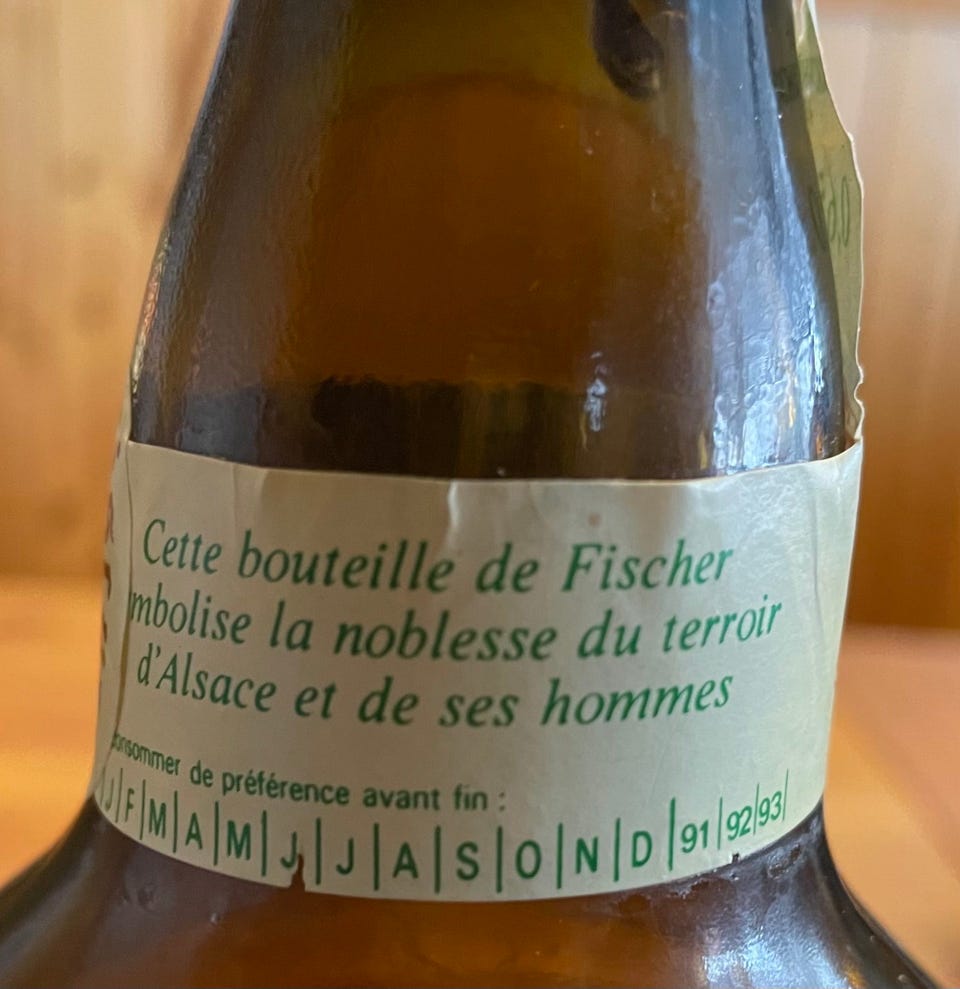 Cette bouteille de Fischer
mbolise la noblesse du terroir
d'Alsace et de ses hommes
onsommer de préférence avant fin :
J|F|M|A|M|J|J|A|S|O|N|D|91|92|93|